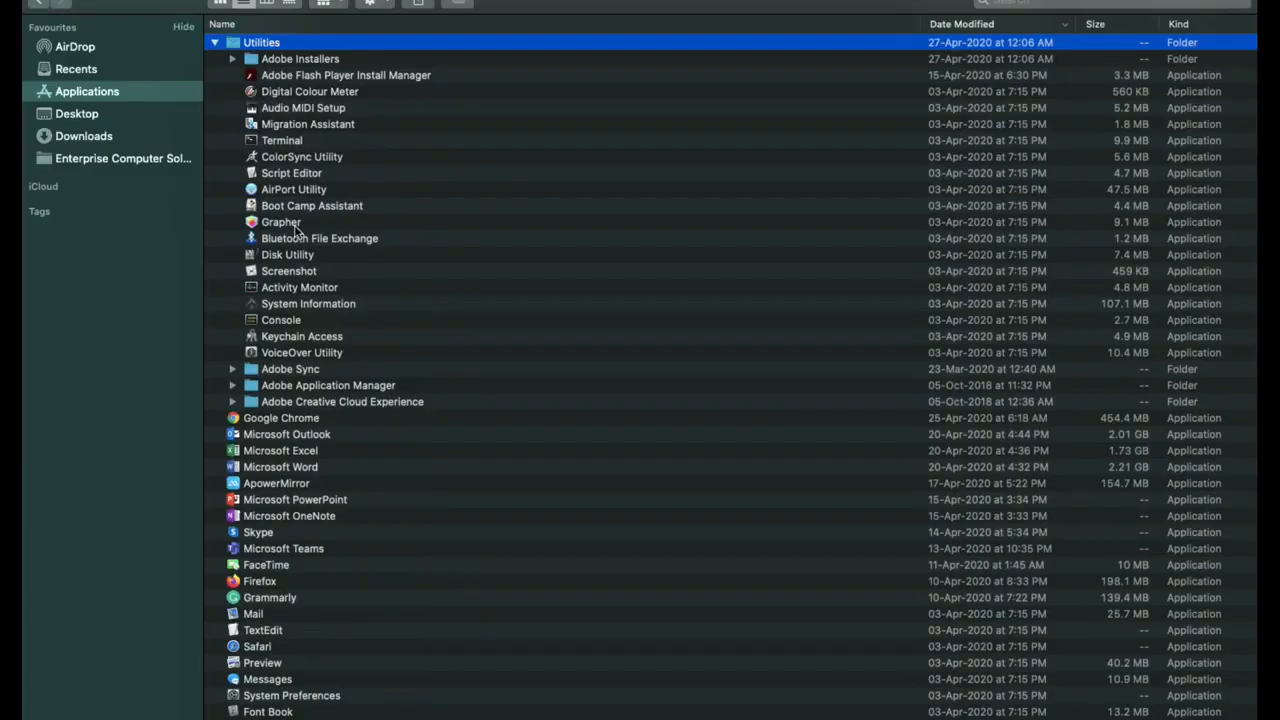 Search
Name Date Modified Size Kind
Favourites Hide
AirDrop
Recents
Applications
Desktop
Downloads
Enterprise Computer Sol...
iCloud
Tags
Utilities 27-Apr-2020 at 12:06 AM -- Folder
Adobe Installers 27-Apr-2020 at 12:06 AM -- Folder
Adobe Flash Player Install Manager 15-Apr-2020 at 6:30 PM 3.3 MB Application
Digital Colour Meter 03-Apr-2020 at 7:15 PM 560 KB Application
Audio MIDI Setup 03-Apr-2020 at 7:15 PM 5.2 MB Application
Migration Assistant 03-Apr-2020 at 7:15 PM 1.8 MB Application
Terminal 03-Apr-2020 at 7:15 PM 9.9 MB Application
ColorSync Utility 03-Apr-2020 at 7:15 PM 5.6 MB Application
Script Editor 03-Apr-2020 at 7:15 PM 4.7 MB Application
AirPort Utility 03-Apr-2020 at 7:15 PM 47.5 MB Application
Boot Camp Assistant 03-Apr-2020 at 7:15 PM 4.4 MB Application
Grapher 03-Apr-2020 at 7:15 PM 9.1 MB Application
Bluetooth File Exchange 03-Apr-2020 at 7:15 PM 1.2 MB Application
Disk Utility 03-Apr-2020 at 7:15 PM 7.4 MB Application
Screenshot 03-Apr-2020 at 7:15 PM 459 KB Application
Activity Monitor 03-Apr-2020 at 7:15 PM 4.8 MB Application
System Information 03-Apr-2020 at 7:15 PM 107.1 MB Application
Console 03-Apr-2020 at 7:15 PM 2.7 MB Application
Keychain Access 03-Apr-2020 at 7:15 PM 4.9 MB Application
VoiceOver Utility 03-Apr-2020 at 7:15 PM 10.4 MB Application
Adobe Sync 23-Mar-2020 at 12:40 AM -- Folder
Adobe Application Manager 05-Oct-2018 at 11:32 PM -- Folder
Adobe Creative Cloud Experience 05-Oct-2018 at 12:36 AM -- Folder
Google Chrome 25-Apr-2020 at 6:18 AM 454.4 MB Application
Microsoft Outlook 20-Apr-2020 at 4:44 PM 2.01 GB Application
Microsoft Excel 20-Apr-2020 at 4:36 PM 1.73 GB Application
Microsoft Word 20-Apr-2020 at 4:32 PM 2.21 GB Application
ApowerMirror 17-Apr-2020 at 5:22 PM 154.7 MB Application
Microsoft PowerPoint 15-Apr-2020 at 3:34 PM -- Application
Microsoft OneNote 15-Apr-2020 at 3:33 PM -- Application
Skype 14-Apr-2020 at 5:34 PM -- Application
Microsoft Teams 13-Apr-2020 at 10:35 PM -- Application
FaceTime 11-Apr-2020 at 1:45 AM 10 MB Application
Firefox 10-Apr-2020 at 8:33 PM 198.1 MB Application
Grammarly 10-Apr-2020 at 7:22 PM 139.4 MB Application
Mail 03-Apr-2020 at 7:15 PM 25.7 MB Application
TextEdit 03-Apr-2020 at 7:15 PM -- Application
Safari 03-Apr-2020 at 7:15 PM -- Application
Preview 03-Apr-2020 at 7:15 PM 40.2 MB Application
Messages 03-Apr-2020 at 7:15 PM 10.9 MB Application
System Preferences 03-Apr-2020 at 7:15 PM -- Application
Font Book 03-Apr-2020 at 7:15 PM 13.2 MB Application